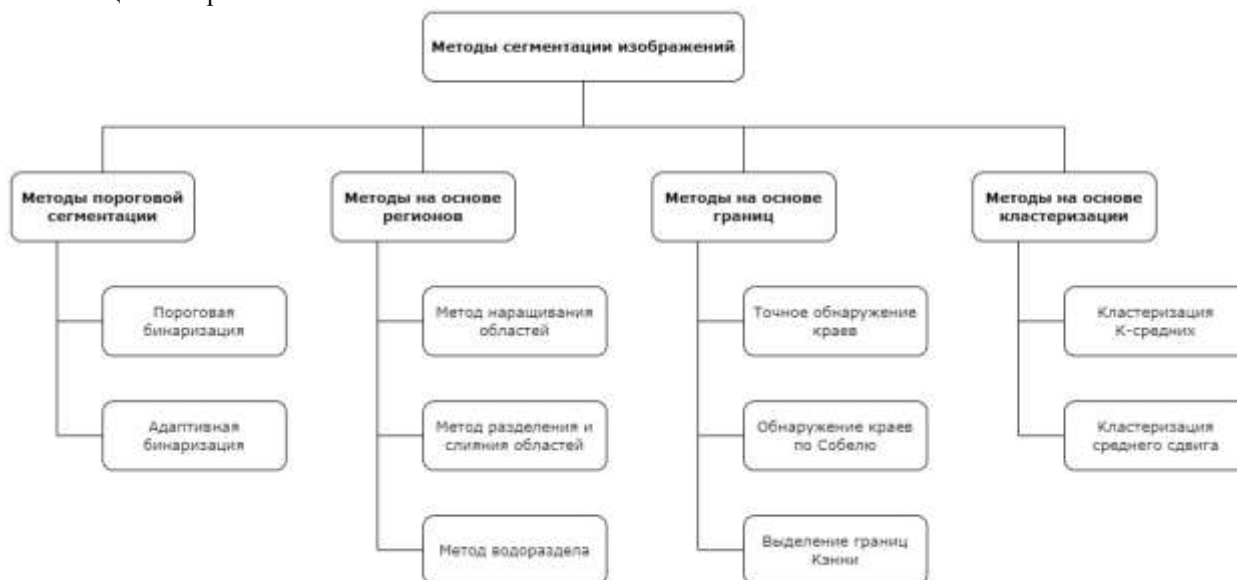 Методы сегментации изображений
Методы пороговой
сегментации
Методы на основе
регионов
Методы на основе
границ
Методы на основе
кластеризации
Пороговая
бинаризация
Метод наращивания
областей
Точное обнаружение
краев
Кластеризация
К-средних
Адаптивная
бинаризация
Метод разделения и
слияния областей
Обнаружение краев
по Собелю
Кластеризация
среднего сдвига
Метод водораздела
Выделение границ
Кэнни